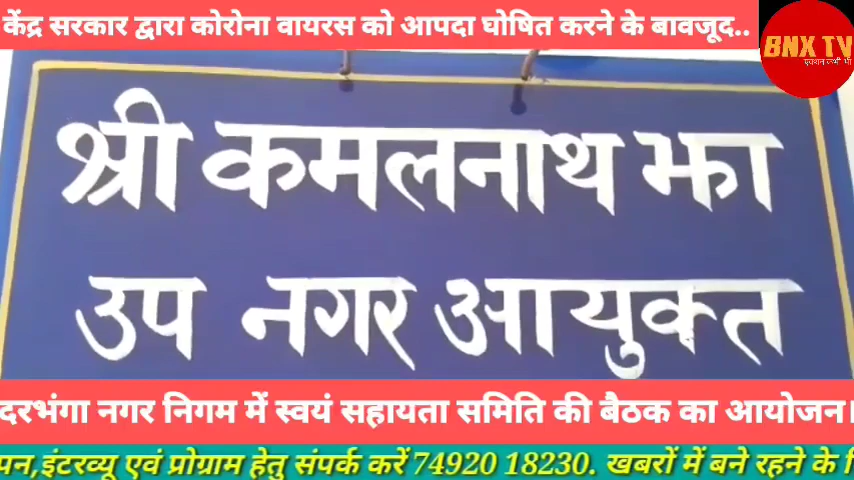 केंद्र सरकार द्वारा कोरोना वायरस को आपदा घोषित करने के बावजूद..
BNX TV
श्री कमलनाथ झा
उप नगर आयुक्त
दरभंगा नगर निगम में स्वयं सहायता समिति की बैठक का आयोजन।
पन,इंटरव्यू एवं प्रोग्राम हेतु संपर्क करें 74920 18230. खबरों में बने रहने के